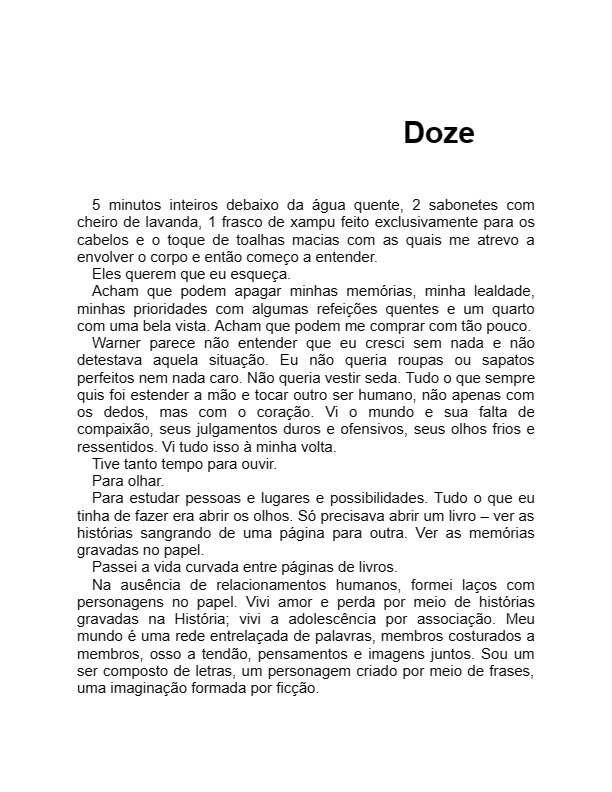 Doze
5 minutos inteiros debaixo da água quente, 2 sabonetes com
cheiro de lavanda, 1 frasco de xampu feito exclusivamente para os
cabelos e o toque de toalhas macias com as quais me atrevo a
envolver o corpo e então começo a entender.
Eles querem que eu esqueça.
Acham que podem apagar minhas memórias, minha lealdade,
minhas prioridades com algumas refeições quentes e um quarto
com uma bela vista. Acham que podem me comprar com tão pouco.
Warner parece não entender que eu cresci sem nada e não
detestava aquela situação. Eu não queria roupas ou sapatos
perfeitos nem nada caro. Não queria vestir seda. Tudo o que sempre
quis foi estender a mão e tocar outro ser humano, não apenas com
os dedos, mas com o coração. Vi o mundo e sua falta de
compaixão, seus julgamentos duros e ofensivos, seus olhos frios e
ressentidos. Vi tudo isso à minha volta.
Tive tanto tempo para ouvir.
Para olhar.
Para estudar pessoas e lugares e possibilidades. Tudo o que eu
tinha de fazer era abrir os olhos. Só precisava abrir um livro – ver as
histórias sangrando de uma página para outra. Ver as memórias
gravadas no papel.
Passei a vida curvada entre páginas de livros.
Na ausência de relacionamentos humanos, formei laços com
personagens no papel. Vivi amor e perda por meio de histórias
gravadas na História; vivi a adolescência por associação. Meu
mundo é uma rede entrelaçada de palavras, membros costurados a
membros, osso a tendão, pensamentos e imagens juntos. Sou um
ser composto de letras, um personagem criado por meio de frases,
uma imaginação formada por ficção.